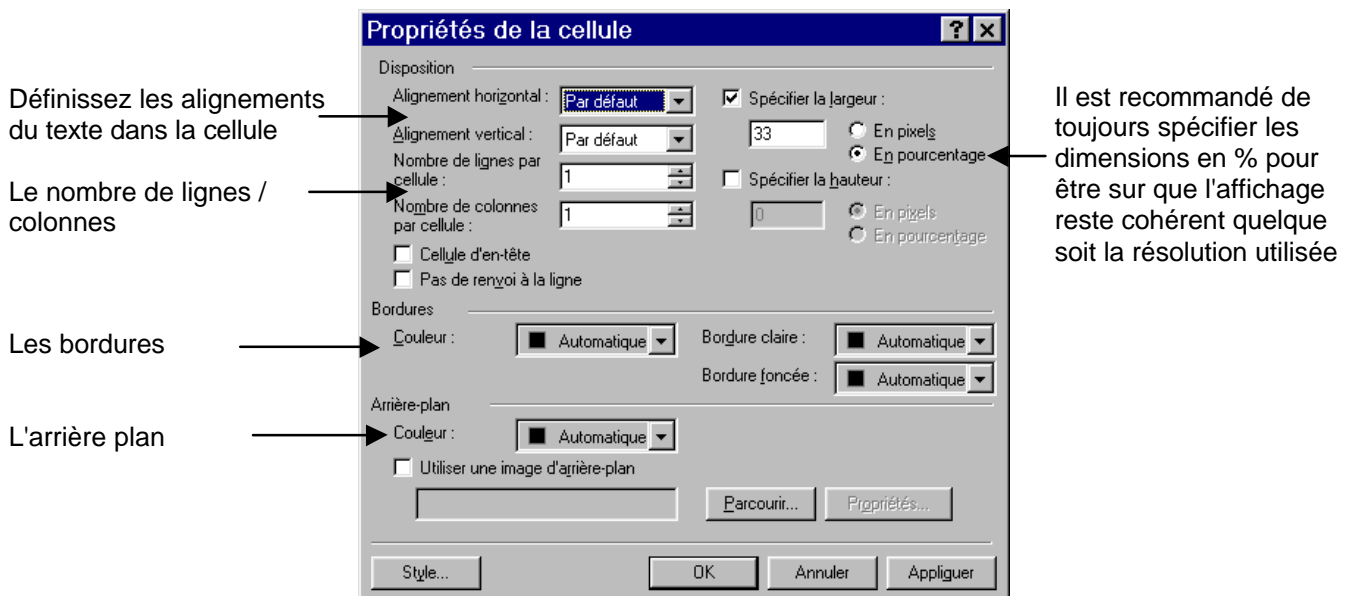 Propriétés de la cellule
Disposition
Définissez les alignements
du texte dans la cellule
Le nombre de lignes /
colonnes
Les bordures
L'arrière plan
Alignement horizontal : Par défaut
Alignement vertical : Par défaut
Nombre de lignes par
cellule : 1
Nombre de colonnes
par cellule : 1
Cellule d'en-tête
Pas de renvoi à la ligne
Spécifier la largeur :
33 En pixels
En pourcentage
Spécifier la hauteur :
0 En pixels
En pourcentage
Il est recommandé de
toujours spécifier les
dimensions en % pour
être sur que l'affichage
reste cohérent quelque
soit la résolution utilisée
Bordures
Couleur : Automatique Bordure claire : Automatique
Bordure foncée : Automatique
Arrière-plan
Couleur : Automatique
Utiliser une image d'arrière-plan
Parcourir... Propriétés...
Style... OK Annuler Appliquer